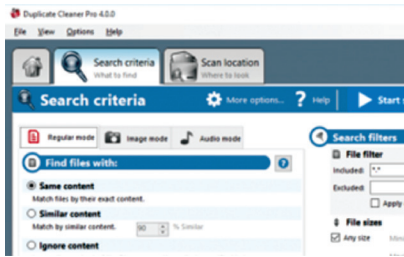 Duplicate Cleaner Pro 4.0.0
File View Options Help
Search criteria
What to find
Scan location
Where to look
Search criteria
More options...
Help
Start
Regular mode
Image mode
Audio mode
Search filters
Find files with:
File filter
Included: *.*
Same content
Match files by their exact content.
Excluded:
Similar content
Apply
Match by similar content. 90 % Similar
File sizes
Ignore content
Any size